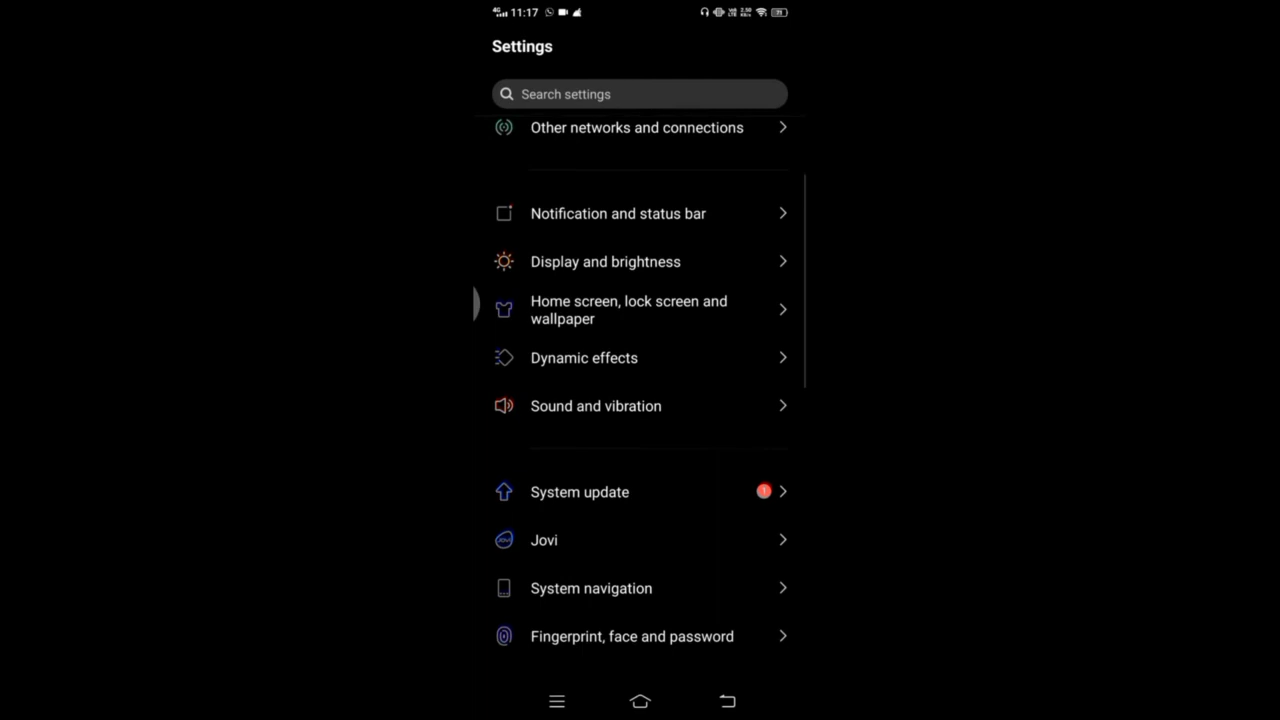 4G 11:17
Settings
Search settings
Other networks and connections
Notification and status bar
Display and brightness
Home screen, lock screen and
wallpaper
Dynamic effects
Sound and vibration
System update 1
Jovi
System navigation
Fingerprint, face and password